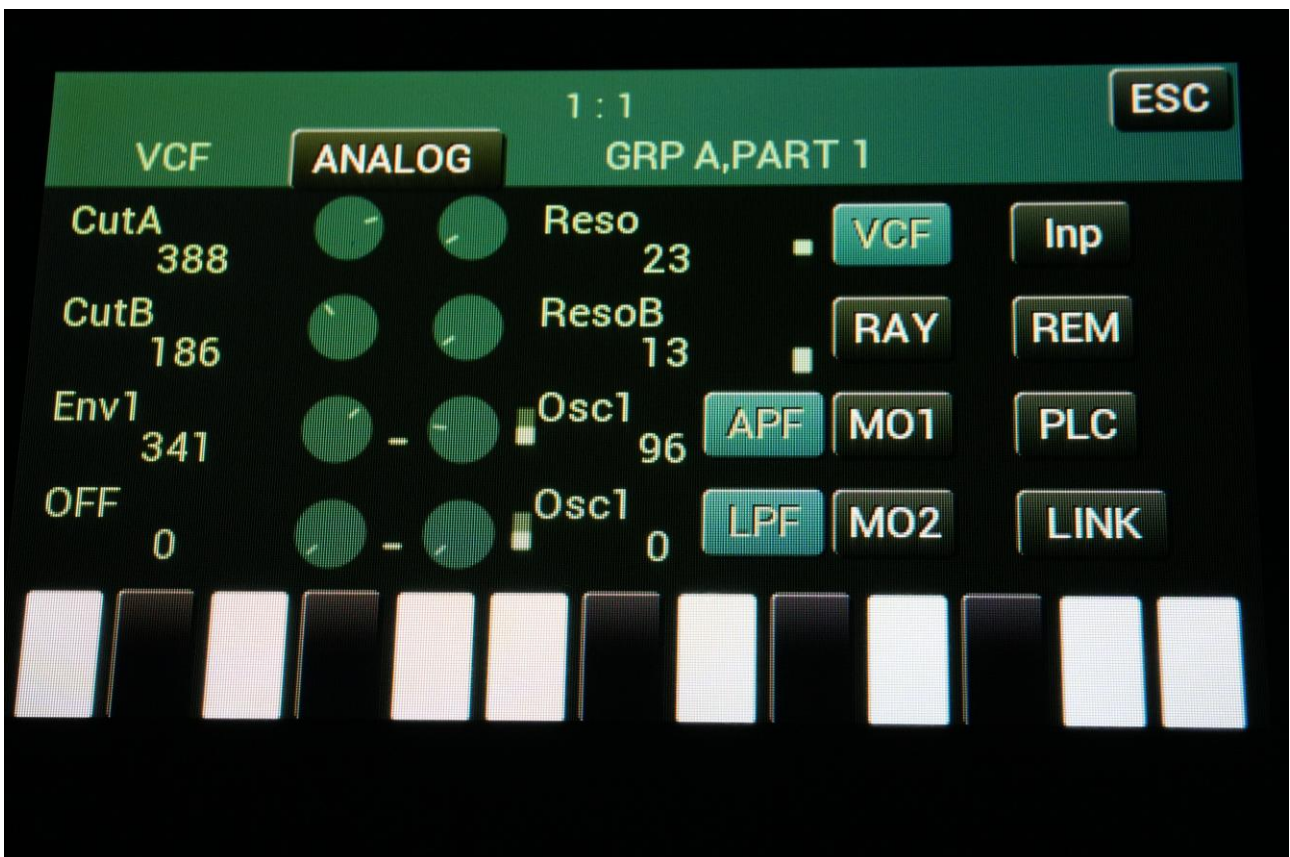 1 : 1 ESC
VCF ANALOG GRP A,PART 1
CutA Reso VCF Inp
388 23
CutB ResoB RAY REM
186 13
Env1 Osc1 APF MO1 PLC
341 - 96
OFF Osc1 LPF MO2 LINK
0 - 0